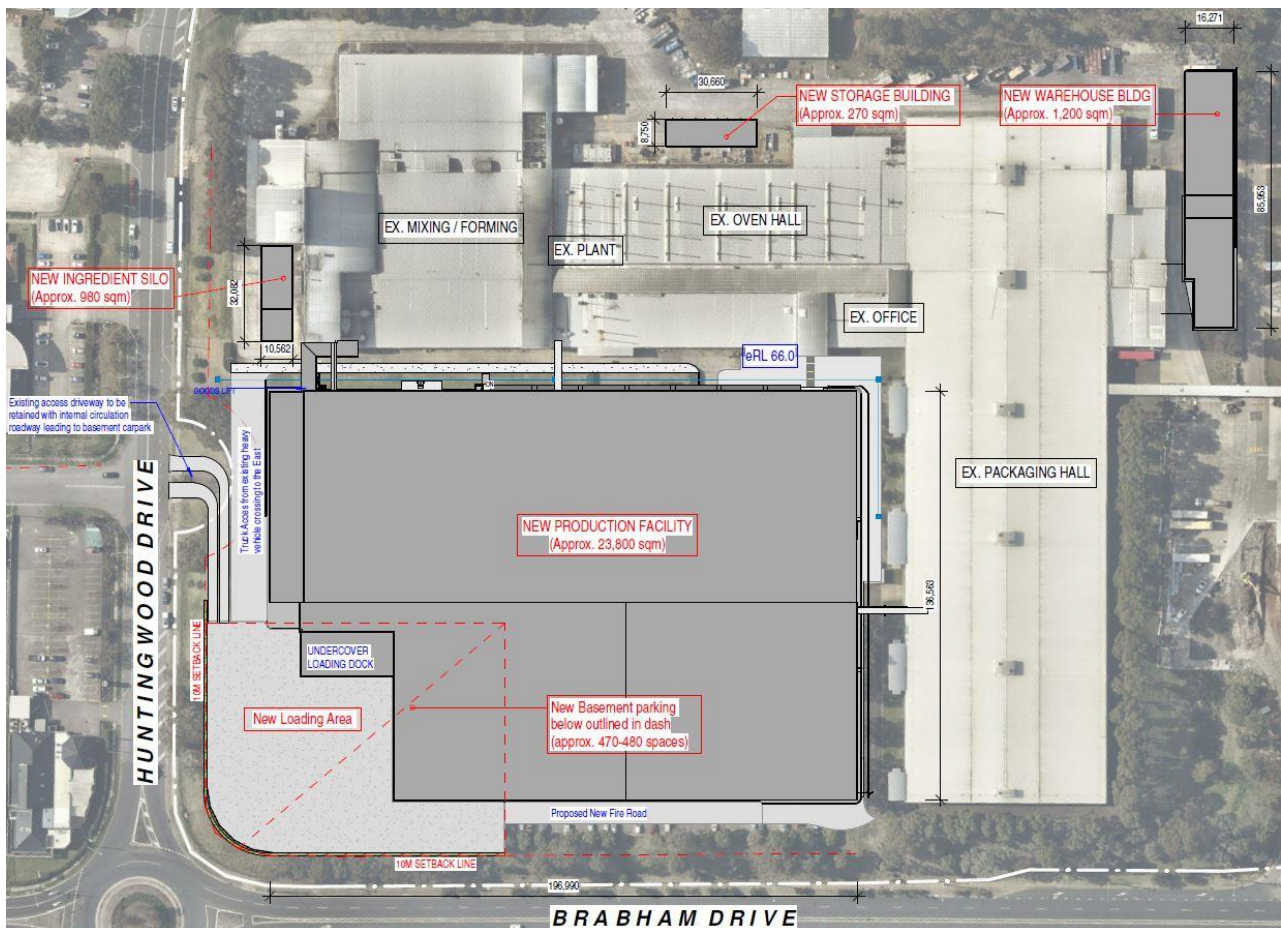 16,271
30,660
NEW STORAGE BUILDING
(Approx. 270 sqm)
NEW WAREHOUSE BLDG
(Approx. 1,200 sqm)
8,750
85,953
EX. MIXING / FORMING
EX. OVEN HALL
EX. PLANT
NEW INGREDIENT SILO
(Approx. 980 sqm)
32,082
EX. OFFICE
10,562
eRL 66.0
GOODS LIFT
DN
Existing access driveway to be
retained with internal circulation
roadway leading to basement carpark
Truck Acces from existing heavy
vehicle crossing to the East
HUNTINGWOOD DRIVE
EX. PACKAGING HALL
NEW PRODUCTION FACILITY
(Approx. 23,800 sqm)
136,563
10M SETBACK LINE
UNDERCOVER
LOADING DOCK
New Loading Area
New Basement parking
below outlined in dash
(approx. 470-480 spaces)
Proposed New Fire Road
10M SETBACK LINE
196,990
BRABHAM DRIVE